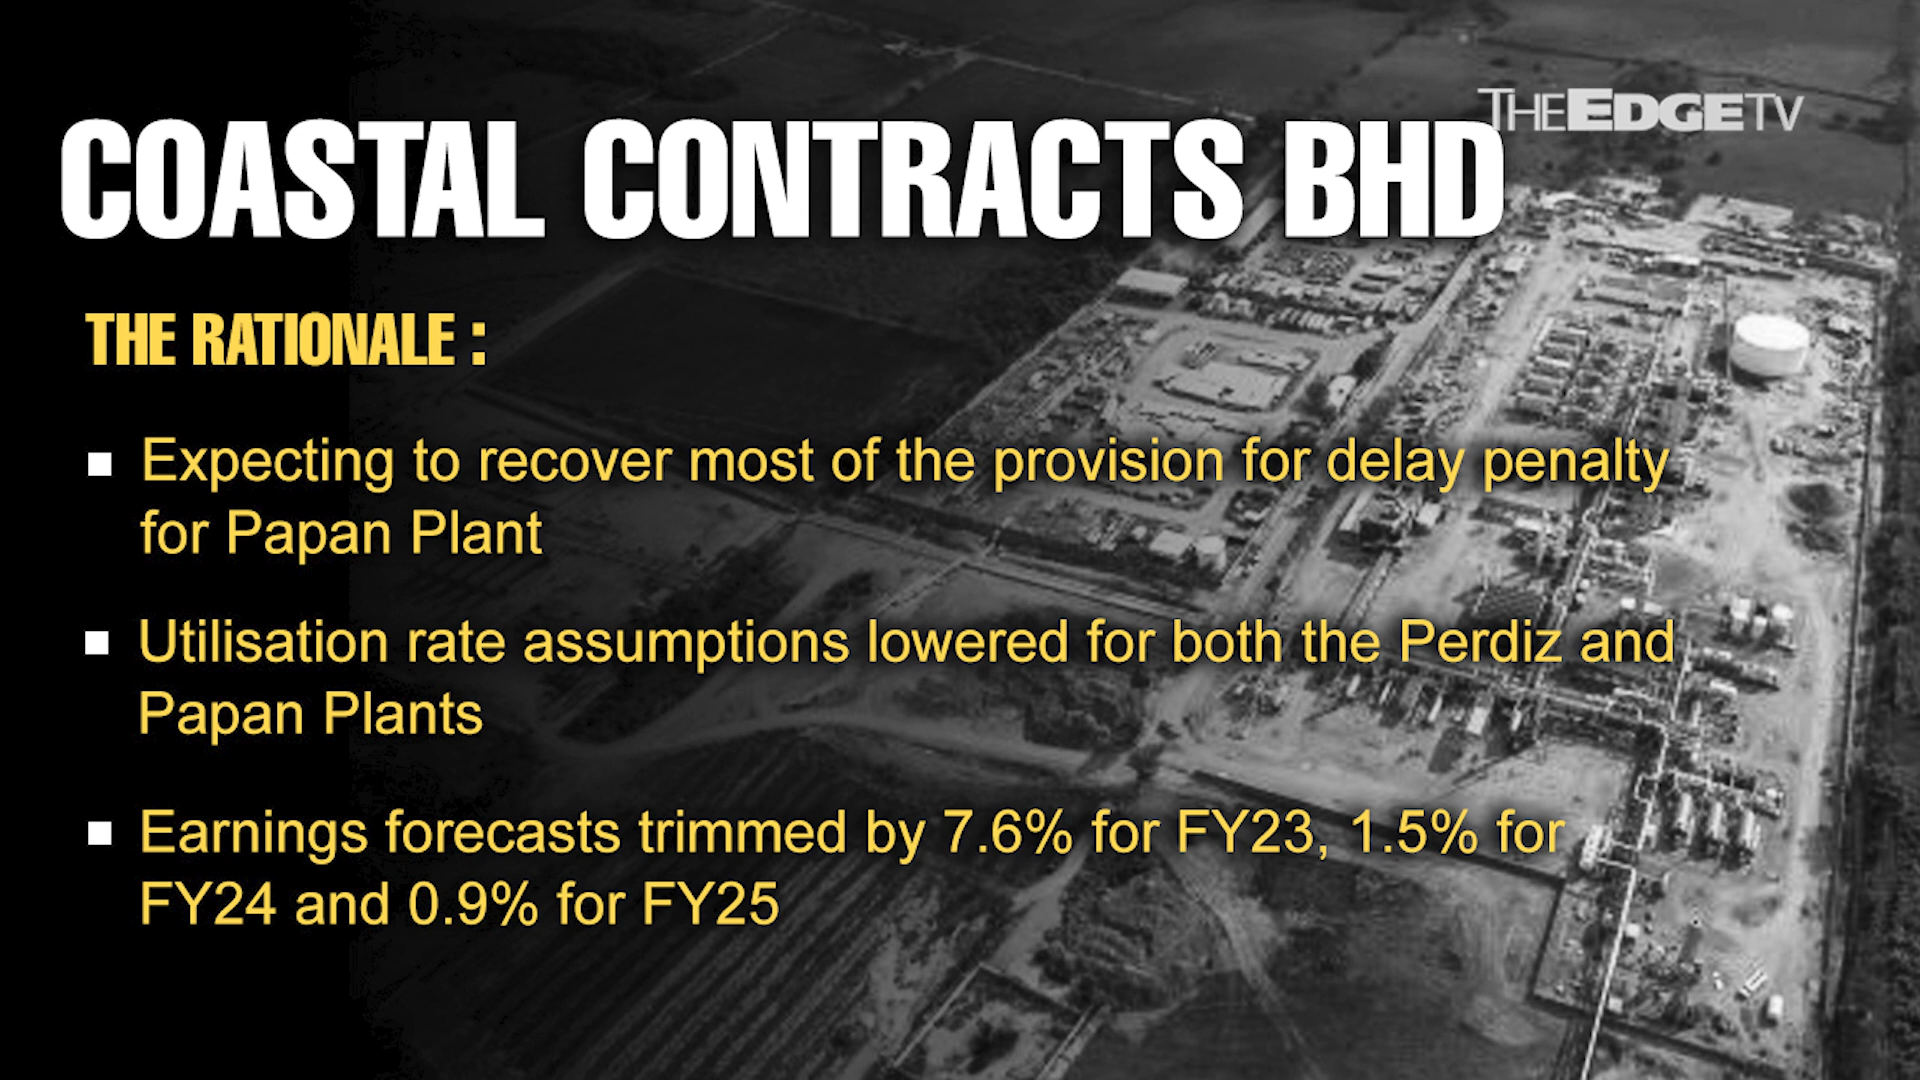 THEEDGETV
COASTAL CONTRACTS BHD
THE RATIONALE :
Expecting to recover most of the provision for delay penalty
for Papan Plant
Utilisation rate assumptions lowered for both the Perdiz and
Papan Plants
Earnings forecasts trimmed by 7.6% for FY23, 1.5% for
FY24 and 0.9% for FY25